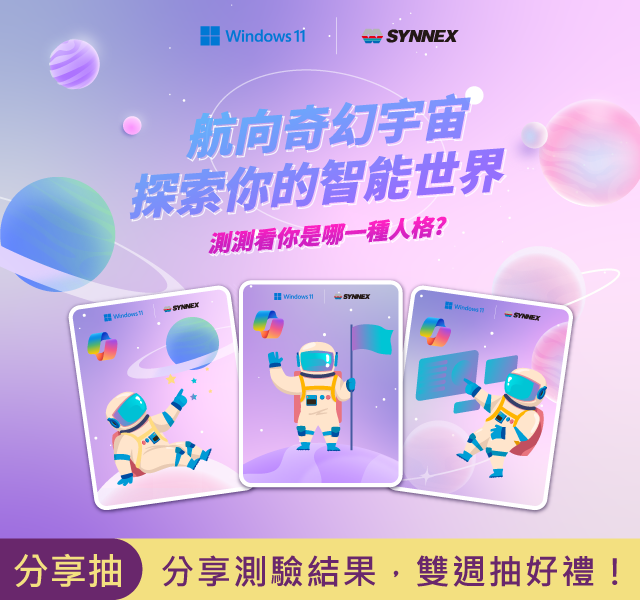 Windows 11
SYNNEX
航向奇幻宇宙
探索你的智能世界
測測看你是哪一種人格?
Windows 11
SYNNEX
Windows 11
SYNNEX
Windows 11
SYNNEX
分享抽
分享測驗結果，雙週抽好禮！